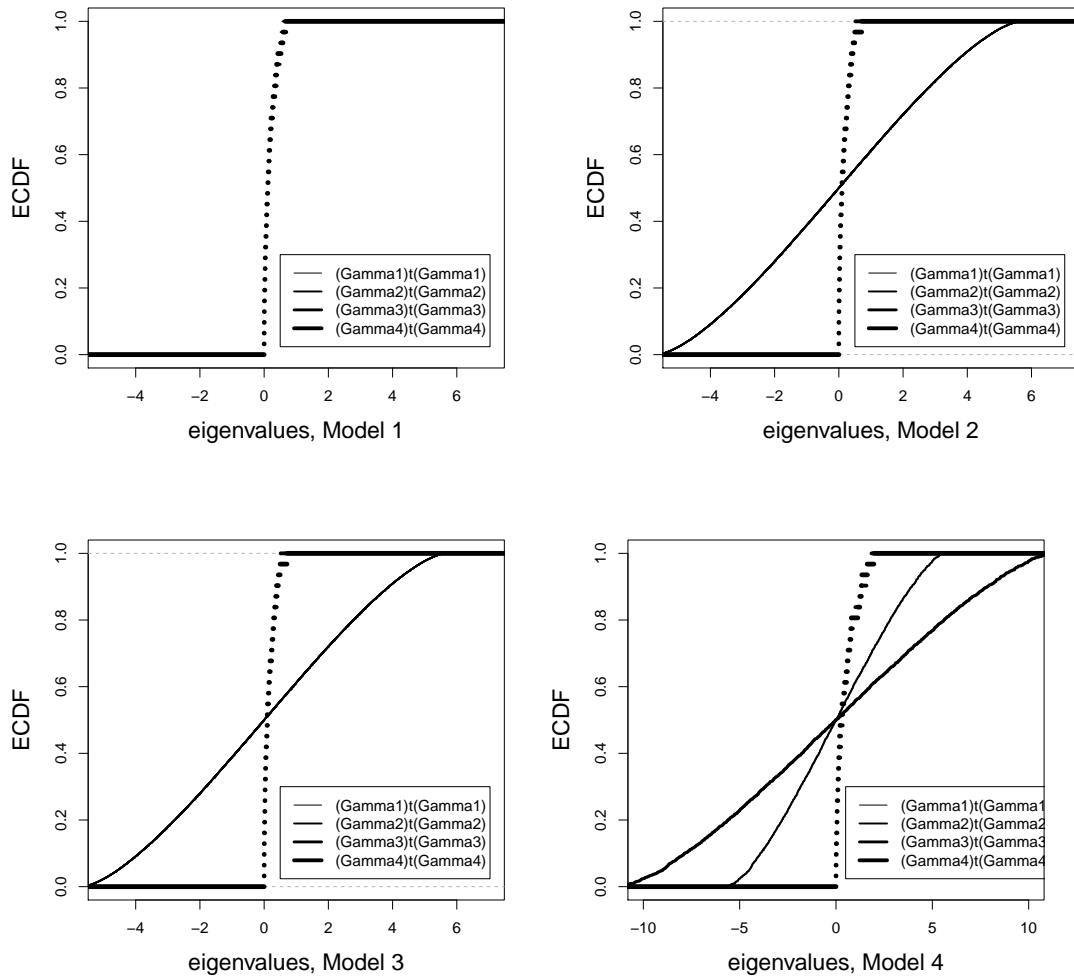 1.0
0.8
0.6
0.4
0.2
0.0
ECDF
−4 −2 0 2 4 6
eigenvalues, Model 1
(Gamma1)t(Gamma1)
(Gamma2)t(Gamma2)
(Gamma3)t(Gamma3)
(Gamma4)t(Gamma4)
1.0
0.8
0.6
0.4
0.2
0.0
ECDF
−4 −2 0 2 4 6
eigenvalues, Model 2
(Gamma1)t(Gamma1)
(Gamma2)t(Gamma2)
(Gamma3)t(Gamma3)
(Gamma4)t(Gamma4)
1.0
0.8
0.6
0.4
0.2
0.0
ECDF
−4 −2 0 2 4 6
eigenvalues, Model 3
(Gamma1)t(Gamma1)
(Gamma2)t(Gamma2)
(Gamma3)t(Gamma3)
(Gamma4)t(Gamma4)
1.0
0.8
0.6
0.4
0.2
0.0
ECDF
−10 −5 0 5 10
eigenvalues, Model 4
(Gamma1)t(Gamma1
(Gamma2)t(Gamma2
(Gamma3)t(Gamma3
(Gamma4)t(Gamma4